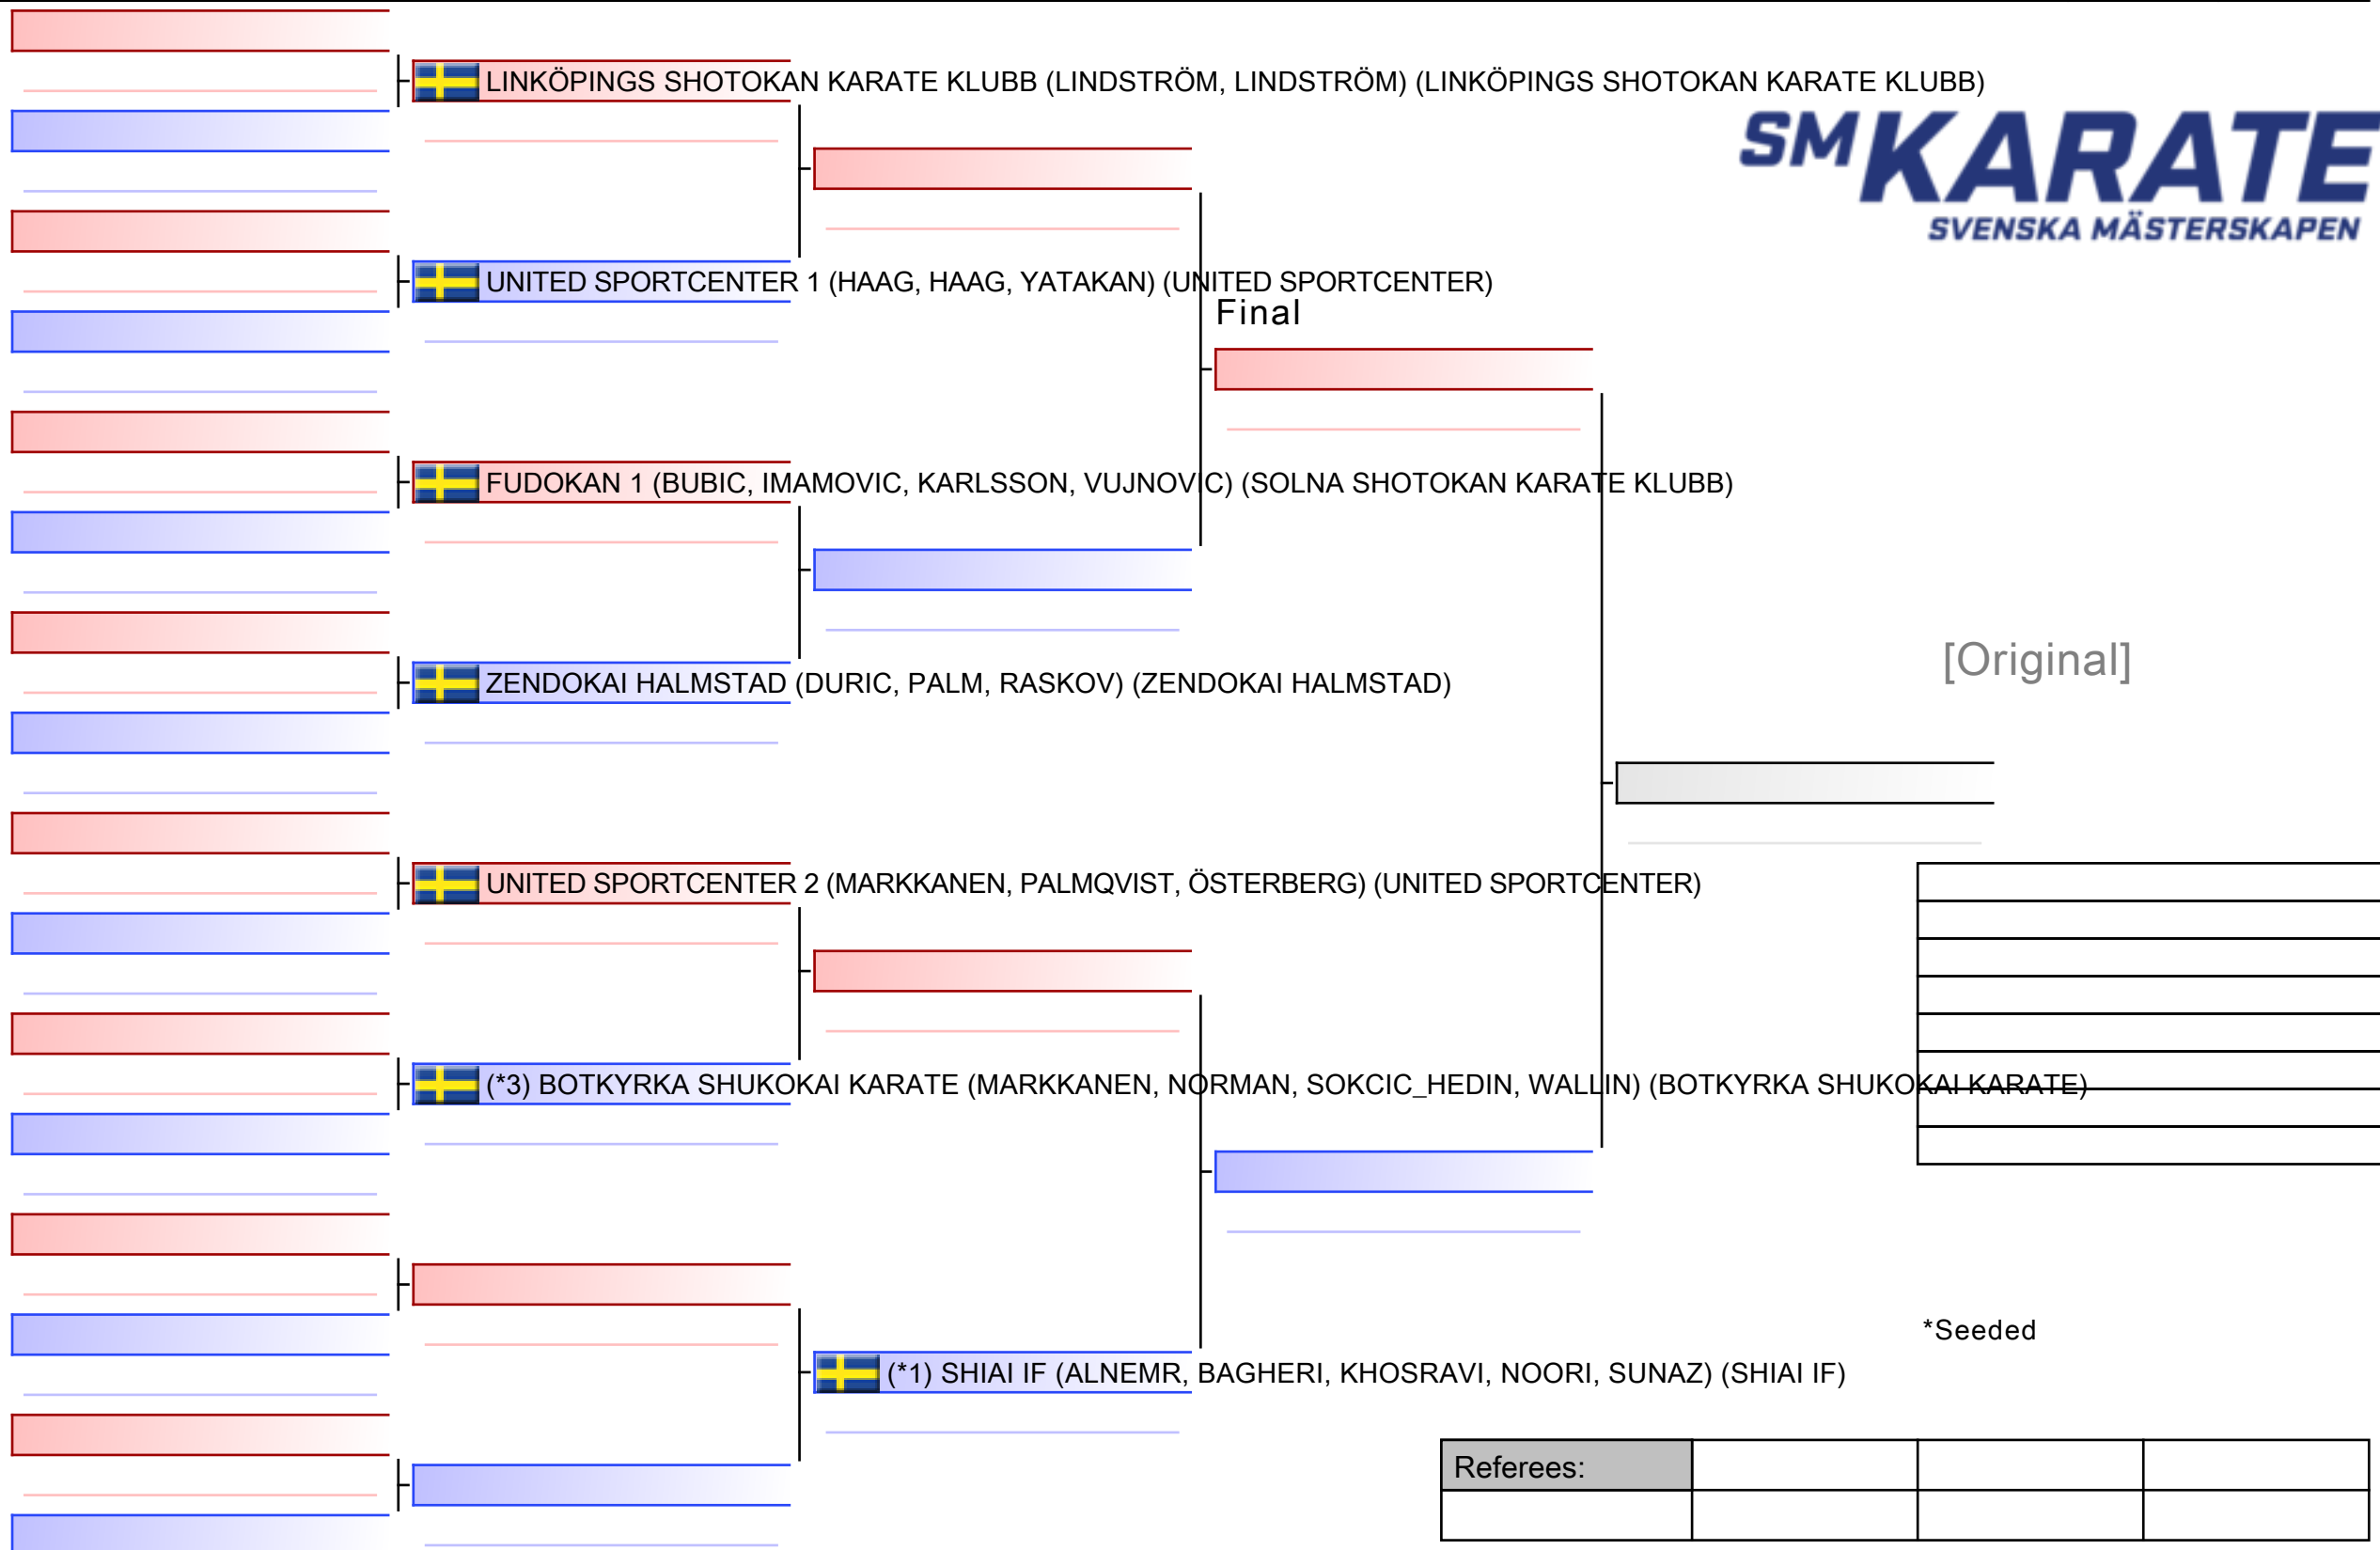 LINKÖPINGS SHOTOKAN KARATE KLUBB (LINDSTRÖM, LINDSTRÖM) (LINKÖPINGS SHOTOKAN KARATE KLUBB)
SM KARATE
SVENSKA MÄSTERSKAPEN
UNITED SPORTCENTER 1 (HAAG, HAAG, YATAKAN) (UNITED SPORTCENTER)
Final
FUDOKAN 1 (BUBIC, IMAMOVIC, KARLSSON, VUJNOVIC) (SOLNA SHOTOKAN KARATE KLUBB)
[Original]
ZENDOKAI HALMSTAD (DURIC, PALM, RASKOV) (ZENDOKAI HALMSTAD)
UNITED SPORTCENTER 2 (MARKKANEN, PALMQVIST, ÖSTERBERG) (UNITED SPORTCENTER)
(*3) BOTKYRKA SHUKOKAI KARATE (MARKKANEN, NORMAN, SOKCIC_HEDIN, WALLIN) (BOTKYRKA SHUKOKAI KARATE)
*Seeded
(*1) SHIAI IF (ALNEMR, BAGHERI, KHOSRAVI, NOORI, SUNAZ) (SHIAI IF)
Referees: